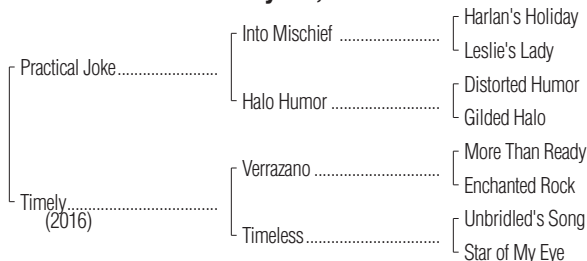 Harlan's Holiday
Into Mischief ........................
Leslie's Lady
Practical Joke........................
Distorted Humor
Halo Humor ...........................
Gilded Halo
More Than Ready
Verrazano .............................
Enchanted Rock
Timely....................................
(2016)
Unbridled's Song
Timeless.................................
Star of My Eye